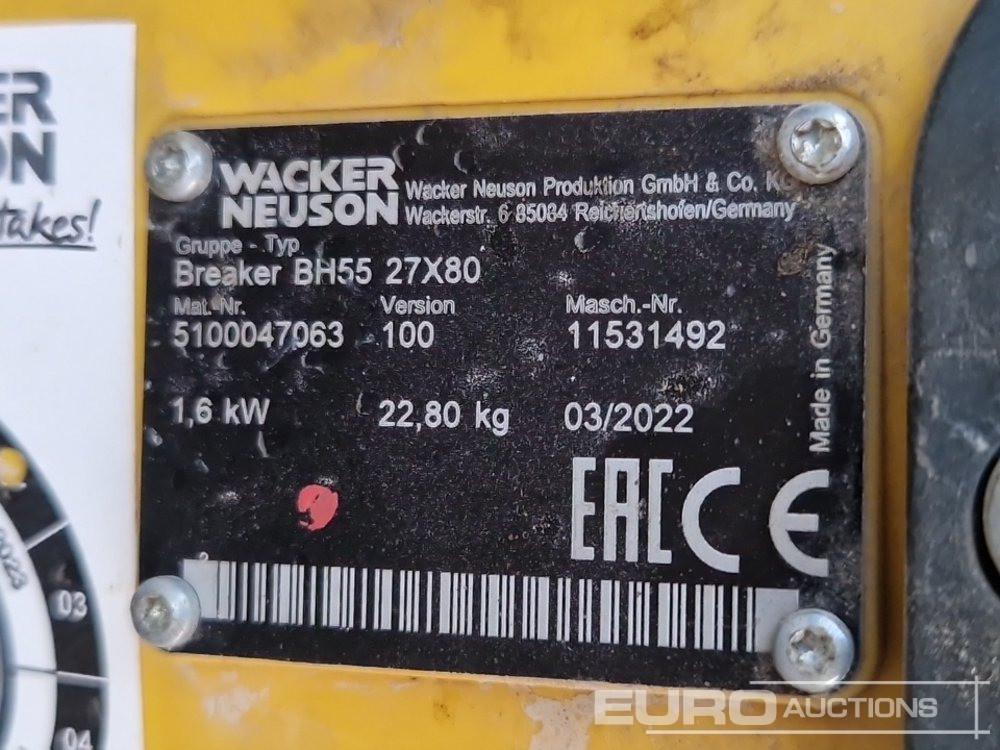 ER
ON
takes!
WACKER
NEUSON
Wacker Neuson Produktion GmbH & Co. KG
Wackerstr. 6 85084 Reichertshofen/Germany
Gruppe - Typ
Breaker BH55 27X80
Mat.-Nr. Version Masch.-Nr.
5100047063 100 11531492
1,6 kW 22,80 kg 03/2022
Made in Germany
EAC CE
2023
03
04
EURO AUCTIONS